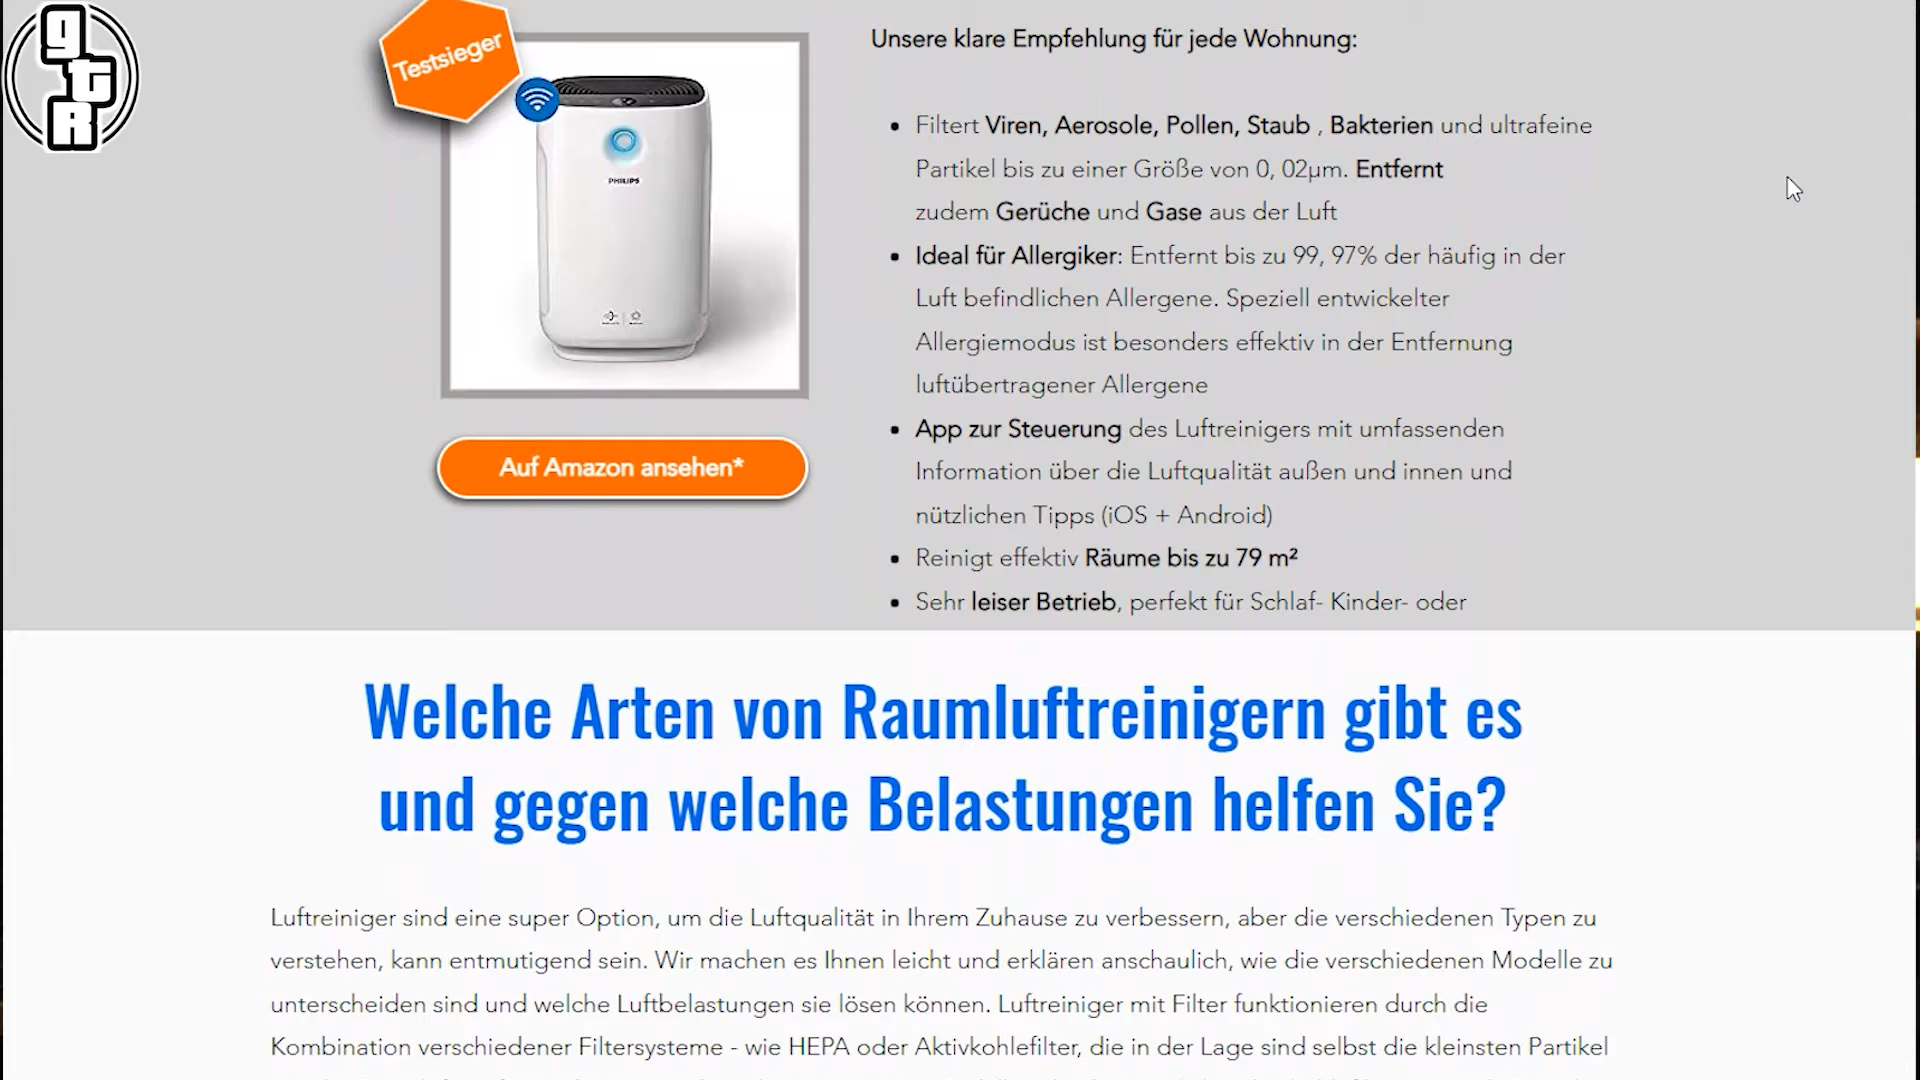 gtR
Testsieger
PHILIPS
Auf Amazon ansehen*
Unsere klare Empfehlung für jede Wohnung:
• Filtert Viren, Aerosole, Pollen, Staub , Bakterien und ultrafeine
Partikel bis zu einer Größe von 0, 02µm. Entfernt
zudem Gerüche und Gase aus der Luft
• Ideal für Allergiker: Entfernt bis zu 99, 97% der häufig in der
Luft befindlichen Allergene. Speziell entwickelter
Allergiemodus ist besonders effektiv in der Entfernung
luftübertragener Allergene
• App zur Steuerung des Luftreinigers mit umfassenden
Information über die Luftqualität außen und innen und
nützlichen Tipps (iOS + Android)
• Reinigt effektiv Räume bis zu 79 m²
• Sehr leiser Betrieb, perfekt für Schlaf- Kinder- oder
Welche Arten von Raumluftreinigern gibt es
und gegen welche Belastungen helfen Sie?
Luftreiniger sind eine super Option, um die Luftqualität in Ihrem Zuhause zu verbessern, aber die verschiedenen Typen zu
verstehen, kann entmutigend sein. Wir machen es Ihnen leicht und erklären anschaulich, wie die verschiedenen Modelle zu
unterscheiden sind und welche Luftbelastungen sie lösen können. Luftreiniger mit Filter funktionieren durch die
Kombination verschiedener Filtersysteme - wie HEPA oder Aktivkohlefilter, die in der Lage sind selbst die kleinsten Partikel